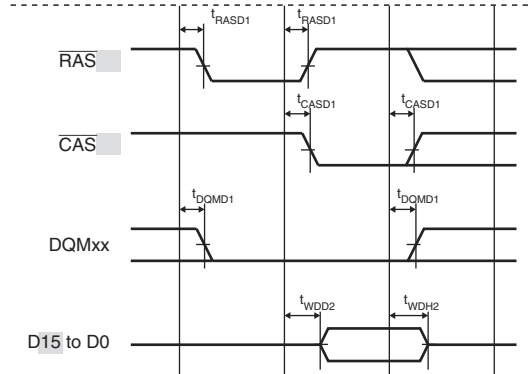 tRASD1 tRASD1
RAS
tCASD1 tCASD1
CAS
tDQMD1 tDQMD1
DQMxx
tWDD2 tWDH2
D15 to D0